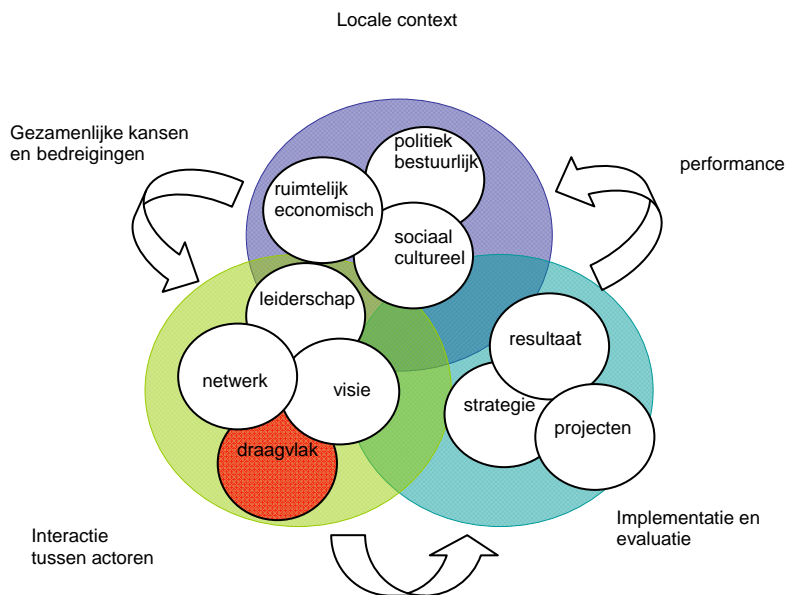 Locale context
Gezamenlijke kansen
en bedreigingen
politiek
bestuurlijk
performance
ruimtelijk
economisch
sociaal
cultureel
leiderschap
resultaat
netwerk
visie
strategie
projecten
draagvlak
Interactie
tussen actoren
Implementatie en
evaluatie